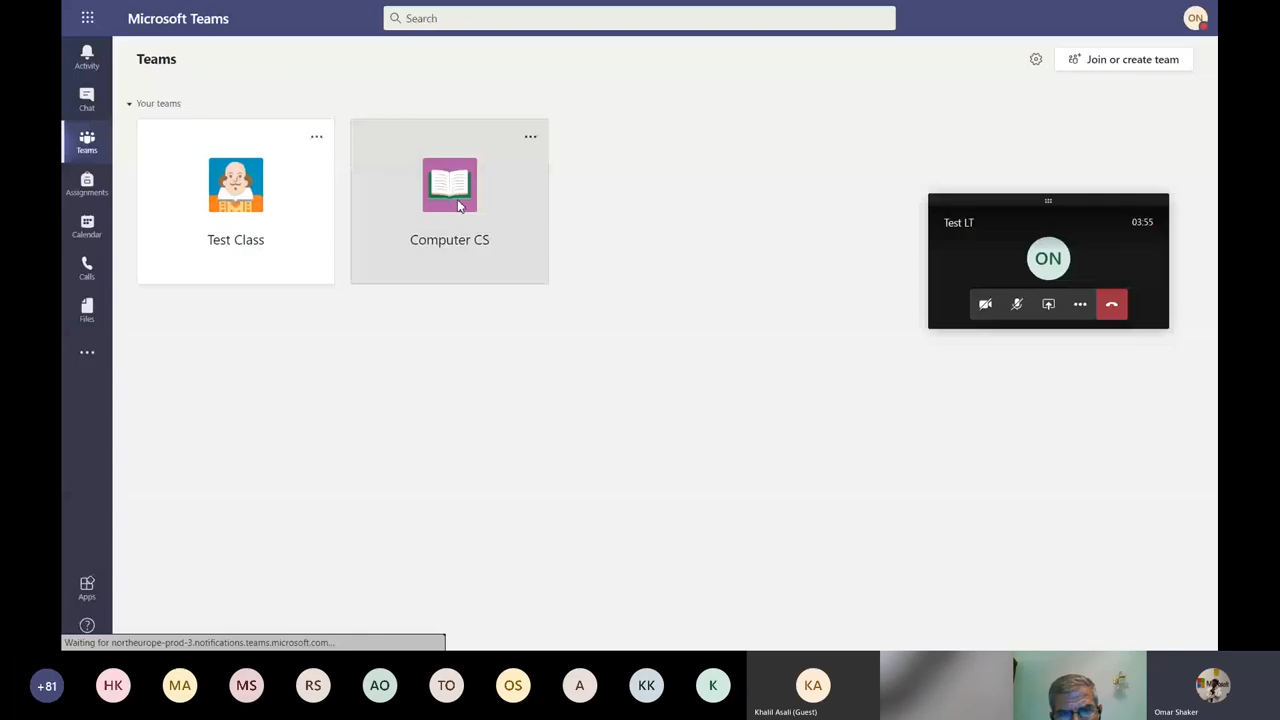 Microsoft Teams
Search
ON
Activity
Chat
Teams
Assignments
Calendar
Calls
Files
Apps
Teams
Join or create team
Your teams
Test Class
Computer CS
Test LT
03:55
ON
Waiting for northeurope-prod-3.notifications.teams.microsoft.com...
+81
HK
MA
MS
RS
AO
TO
OS
A
KK
K
KA
Khalil Asali (Guest)
Omar Shaker